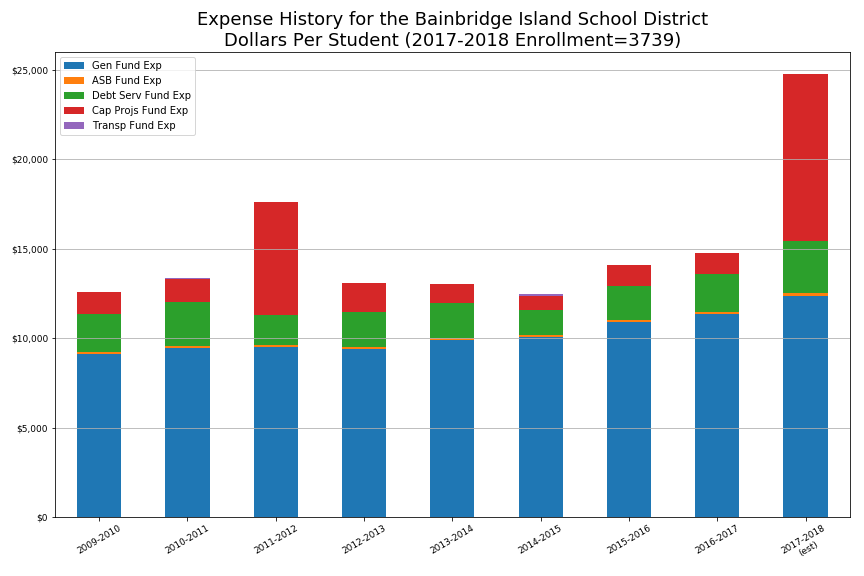 Expense History for the Bainbridge Island School District
Dollars Per Student (2017-2018 Enrollment=3739)
Gen Fund Exp
ASB Fund Exp
Debt Serv Fund Exp
Cap Projs Fund Exp
Transp Fund Exp
$25,000
$20,000
$15,000
$10,000
$5,000
$0
2009-2010
2010-2011
2011-2012
2012-2013
2013-2014
2014-2015
2015-2016
2016-2017
2017-2018
(est)